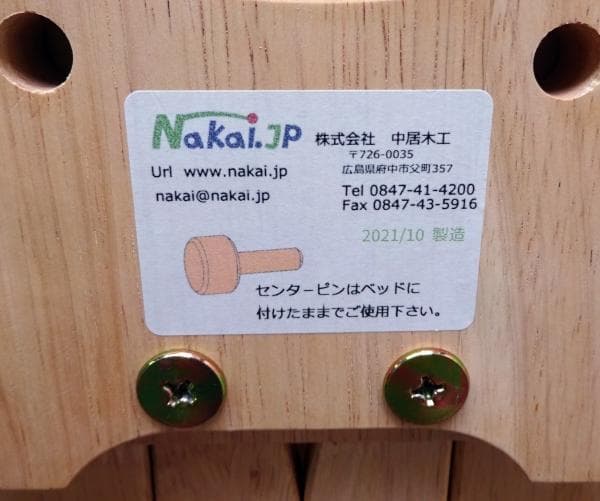 Nakai.JP 株式会社 中居木工
〒726-0035
Url www.nakai.jp 広島県府中市父町357
nakai@nakai.jp Tel 0847-41-4200
Fax 0847-43-5916
2021/10 製造
センターピンはベッドに
付けたままでご使用下さい。